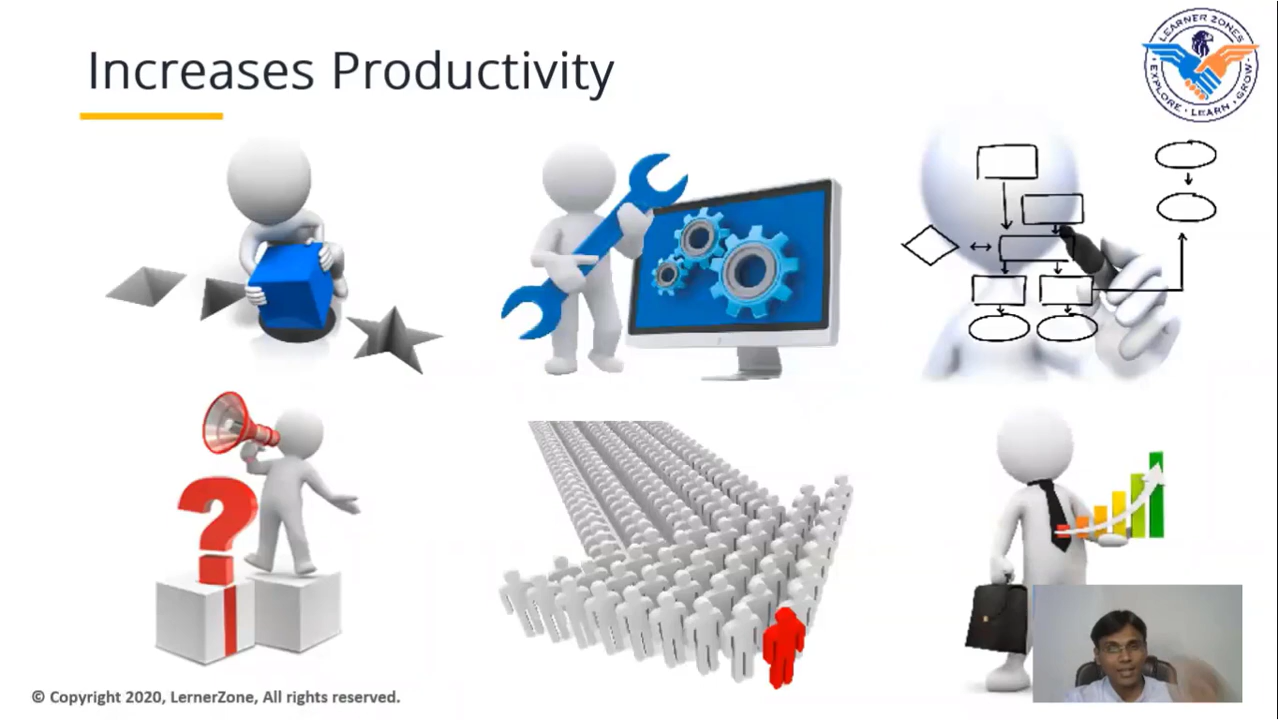 Increases Productivity
LEARNER ZONES
EXPLORE · LEARN · GROW
?
© Copyright 2020, LernerZone, All rights reserved.